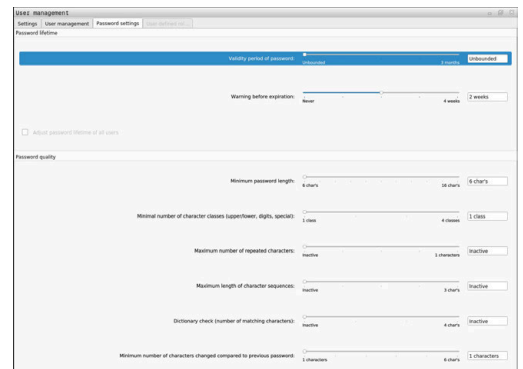 User management
Settings User management Password settings
Password lifetime
Validity period of password: Unbounded 3 months Unbounded
Warning before expiration: Never 4 weeks 2 weeks
Adjust password lifetime of all users
Password quality
Minimum password length: 6 char's 18 char's 6 char's
Minimal number of character classes (upper/lower, digits, special): 1 class 4 classes 1 class
Maximum number of repeated characters: Inactive 3 characters Inactive
Maximum length of character sequences: Inactive 3 char's Inactive
Dictionary check (number of matching characters): Inactive 4 char's Inactive
Minimum number of characters changed compared to previous password: 1 characters 6 char's 1 characters